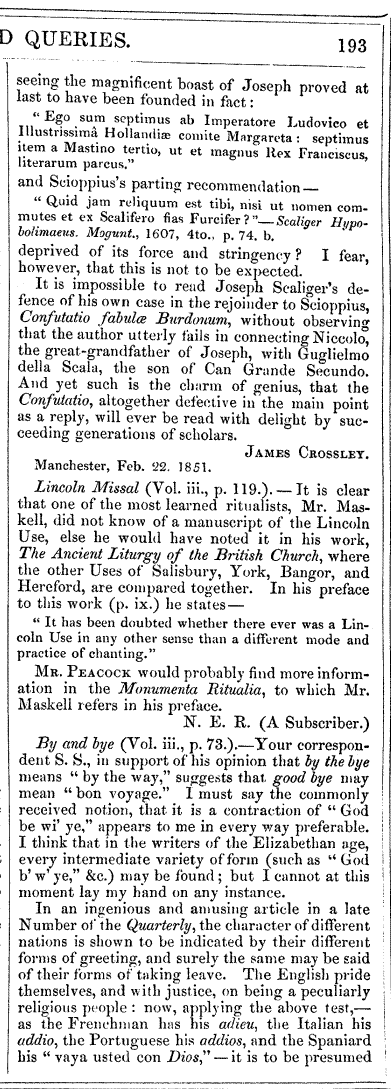 D QUERIES. 193
seeing the magnificent boast of Joseph proved at
last to have been founded in fact:
"Ego sum septimus ab Imperatore Ludovico et
Illustrissimâ Hollandiæ comite Margareta: septimus
item a Mastino tertio, ut et magnus Rex Franciscus,
literarum parcus."
and Scioppius's parting recommendation—
"Quid jam reliquum est tibi, nisi ut nomen com-
mutes et ex Scalifero fias Furcifer?"—Scaliger Hypo-
bolimaeus. Mogunt., 1607, 4to., p. 74. b.
deprived of its force and stringency? I fear,
however, that this is not to be expected.
It is impossible to read Joseph Scaliger's de-
fence of his own case in the rejoinder to Scioppius,
Confutatio fabulæ Burdonum, without observing
that the author utterly fails in connecting Niccolo,
the great-grandfather of Joseph, with Guglielmo
della Scala, the son of Can Grande Secundo.
And yet such is the charm of genius, that the
Confutatio, altogether defective in the main point
as a reply, will ever be read with delight by suc-
ceeding generations of scholars.
JAMES CROSSLEY.
Manchester, Feb. 22. 1851.
Lincoln Missal (Vol. iii., p. 119.).—It is clear
that one of the most learned ritualists, Mr. Mas-
kell, did not know of a manuscript of the Lincoln
Use, else he would have noted it in his work,
The Ancient Liturgy of the British Church, where
the other Uses of Salisbury, York, Bangor, and
Hereford, are compared together. In his preface
to this work (p. ix.) he states—
"It has been doubted whether there ever was a Lin-
coln Use in any other sense than a different mode and
practice of chanting."
MR. PEACOCK would probably find more inform-
ation in the Monumenta Ritualia, to which Mr.
Maskell refers in his preface.
N. E. R. (A Subscriber.)
By and bye (Vol. iii., p. 73.).—Your correspon-
dent S. S., in support of his opinion that by the bye
means "by the way," suggests that good bye may
mean "bon voyage." I must say the commonly
received notion, that it is a contraction of "God
be wi' ye," appears to me in every way preferable.
I think that in the writers of the Elizabethan age,
every intermediate variety of form (such as "God
b' w' ye," &c.) may be found; but I cannot at this
moment lay my hand on any instance.
In an ingenious and amusing article in a late
Number of the Quarterly, the character of different
nations is shown to be indicated by their different
forms of greeting, and surely the same may be said
of their forms of taking leave. The English pride
themselves, and with justice, on being a peculiarly
religious people: now, applying the above test,—
as the Frenchman has his adieu, the Italian his
addio, the Portuguese his addios, and the Spaniard
his "vaya usted con Dios,"—it is to be presumed